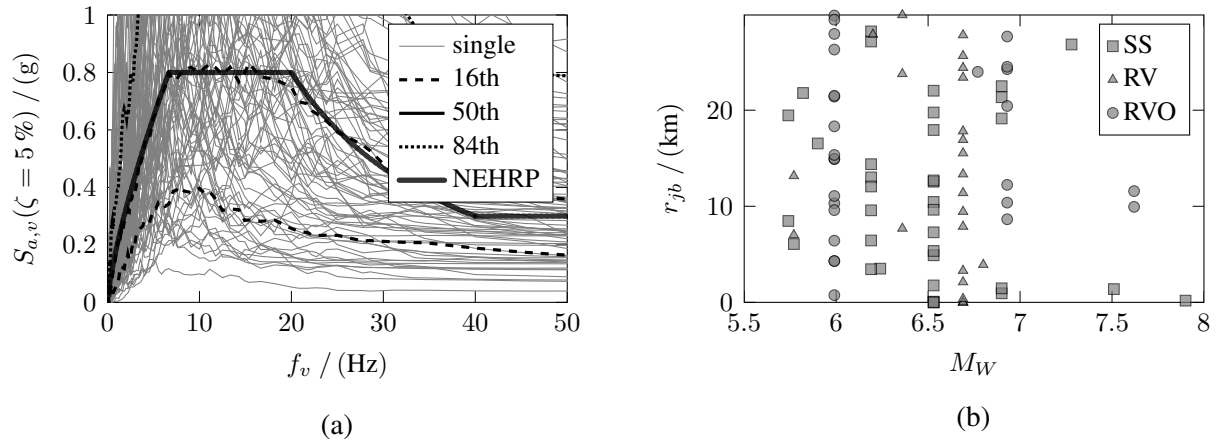 1
0.8
0.6
0.4
0.2
0
0 10 20 30 40 50
S_{a,v}(ζ = 5 %) / (g)
f_v / (Hz)
single
16th
50th
84th
NEHRP
(a)
20
10
0
5.5 6 6.5 7 7.5 8
r_{jb} / (km)
M_W
SS
RV
RVO
(b)